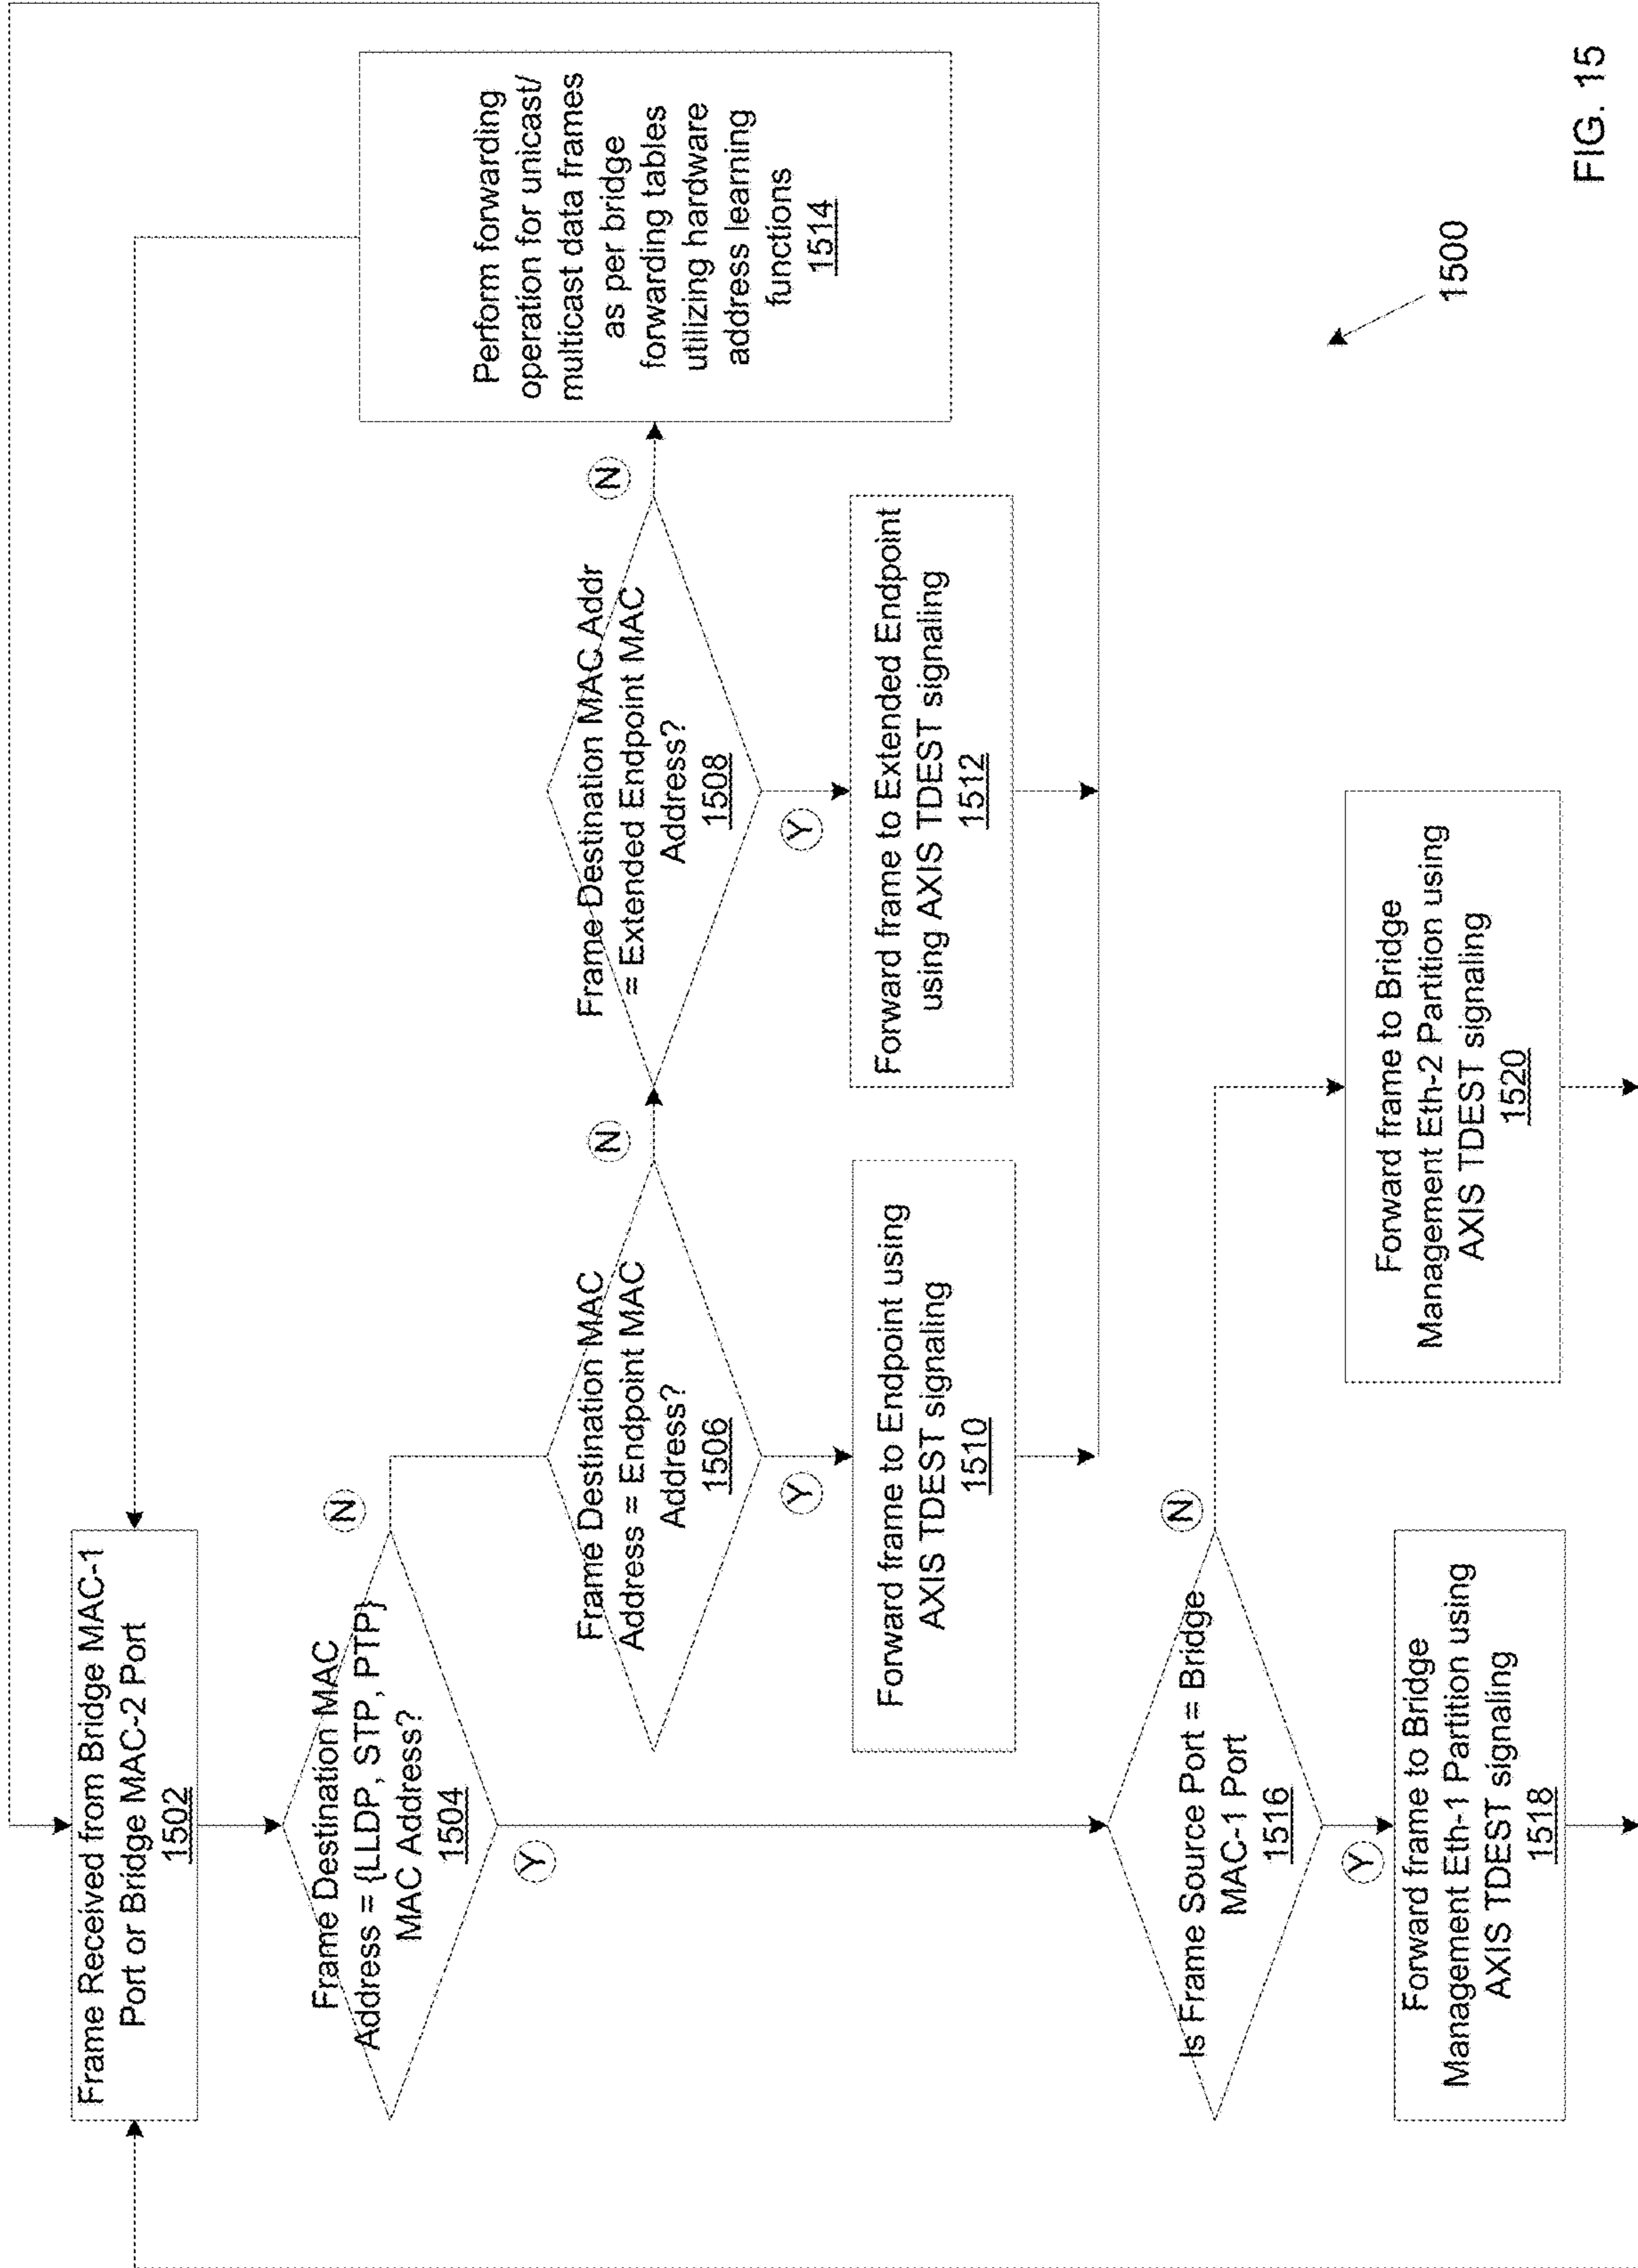 Frame Received from Bridge MAC-1
Port or Bridge MAC-2 Port
1502
Frame Destination MAC
Address = {LLDP, STP, PTP}
MAC Address?
1504
N
Y
Frame Destination MAC
Address = Endpoint MAC
Address?
1506
N
Y
Frame Destination MAC Addr
= Extended Endpoint MAC
Address?
1508
N
Y
Perform forwarding
operation for unicast/
multicast data frames
as per bridge
forwarding tables
utilizing hardware
address learning
functions
1514
Forward frame to Endpoint using
AXIS TDEST signaling
1510
Forward frame to Extended Endpoint
using AXIS TDEST signaling
1512
Is Frame Source Port = Bridge
MAC-1 Port
1516
N
Y
Forward frame to Bridge
Management Eth-1 Partition using
AXIS TDEST signaling
1518
Forward frame to Bridge
Management Eth-2 Partition using
AXIS TDEST signaling
1520
1500
FIG. 15